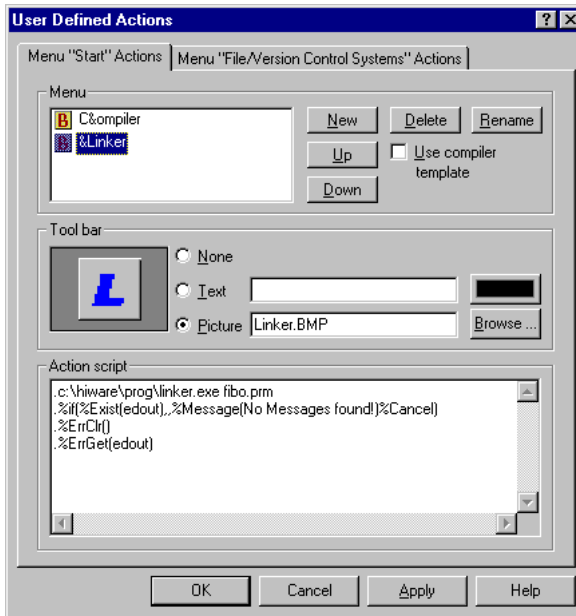 User Defined Actions
Menu "Start" Actions
Menu "File/Version Control Systems" Actions
Menu
C&ompiler
&Linker
New
Delete
Rename
Up
Use compiler
template
Down
Tool bar
L
None
Text
Picture
Linker.BMP
Browse ...
Action script
.c:\hiware\prog\linker.exe fibo.prm
.%if(%Exist(edout),,%Message(No Messages found!)%Cancel)
.%ErrClr()
.%ErrGet(edout)
OK
Cancel
Apply
Help